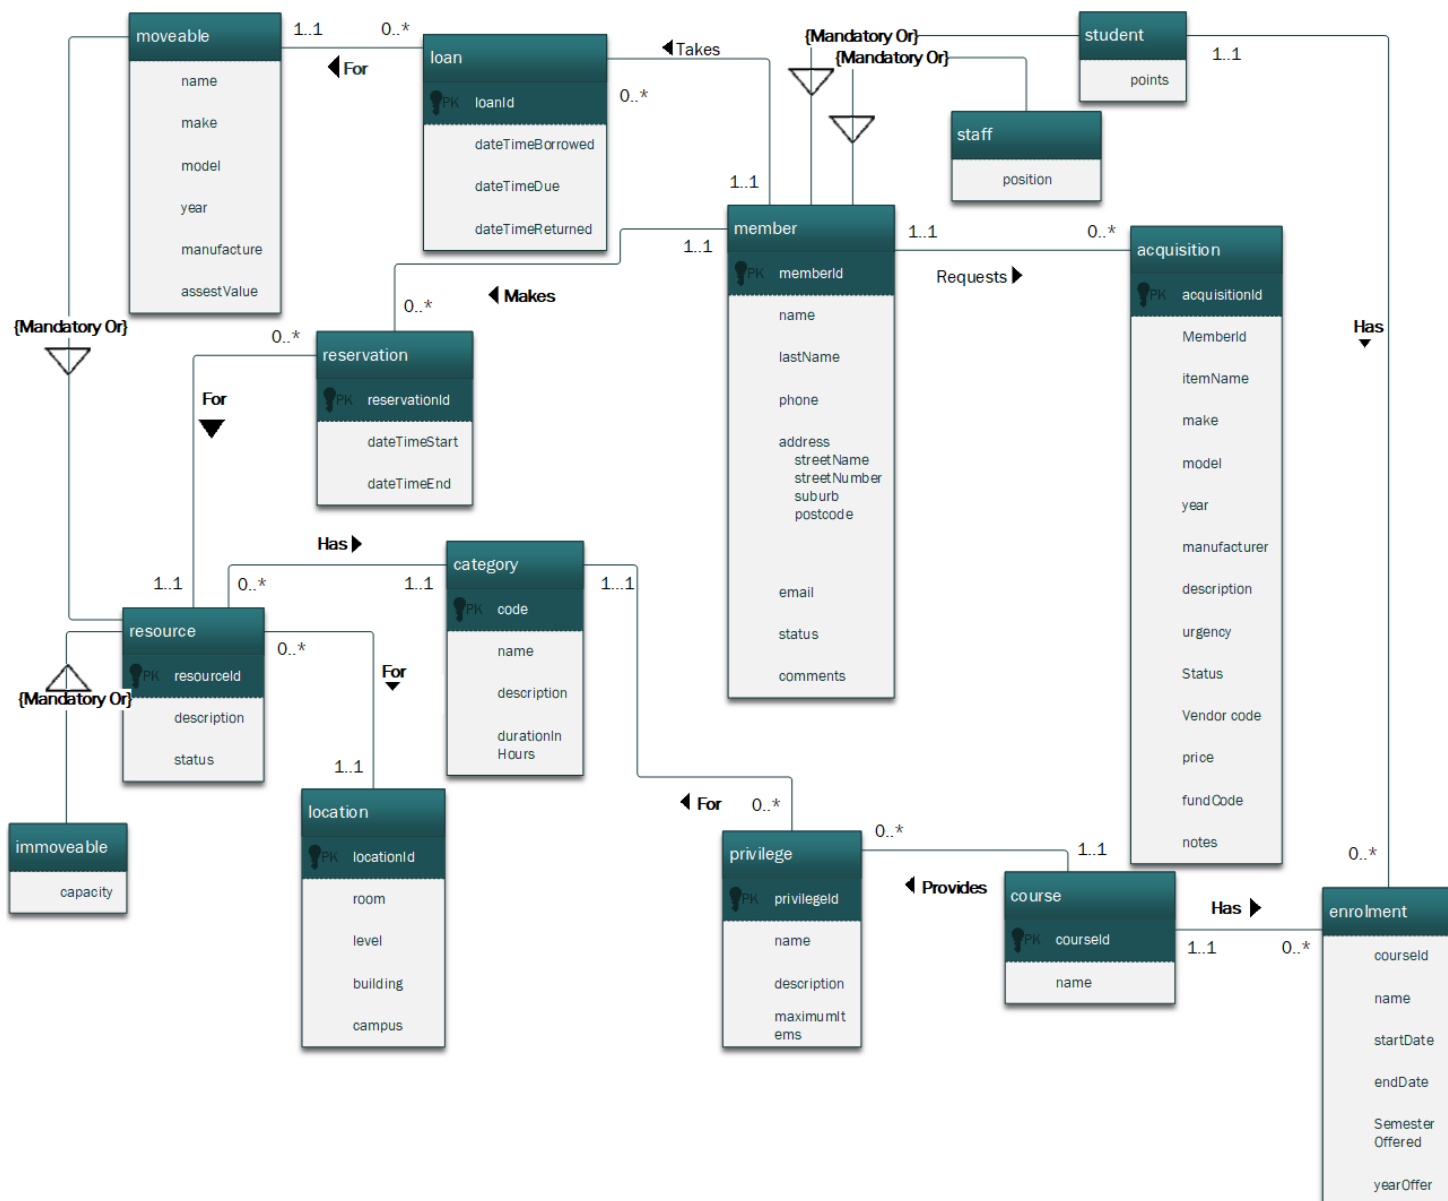 moveable
name
make
model
year
manufacture
assestValue
1..1
0..*
For
loan
PK loanId
dateTimeBorrowed
dateTimeDue
dateTimeReturned
Takes
0..*
1..1
{Mandatory Or}
{Mandatory Or}
student
points
1..1
staff
position
member
PK memberId
name
lastName
phone
address
streetName
streetNumber
suburb
postcode
email
status
comments
1..1
0..*
Requests
acquisition
PK acquisitionId
MemberId
itemName
make
model
year
manufacturer
description
urgency
Status
Vendor code
price
fundCode
notes
Has
0..*
1..1
Makes
0..*
{Mandatory Or}
0..*
reservation
PK reservationId
dateTimeStart
dateTimeEnd
For
1..1
0..*
Has
1..1
category
PK code
name
description
durationIn
Hours
1...1
resource
PK resourceId
description
status
0..*
For
1..1
{Mandatory Or}
immoveable
capacity
location
PK locationId
room
level
building
campus
For
0..*
privilege
PK privilegeId
name
description
maximumIt
ems
0..*
1..1
Provides
course
PK courseId
name
Has
1..1
0..*
enrolment
courseId
name
startDate
endDate
Semester
Offered
yearOffer